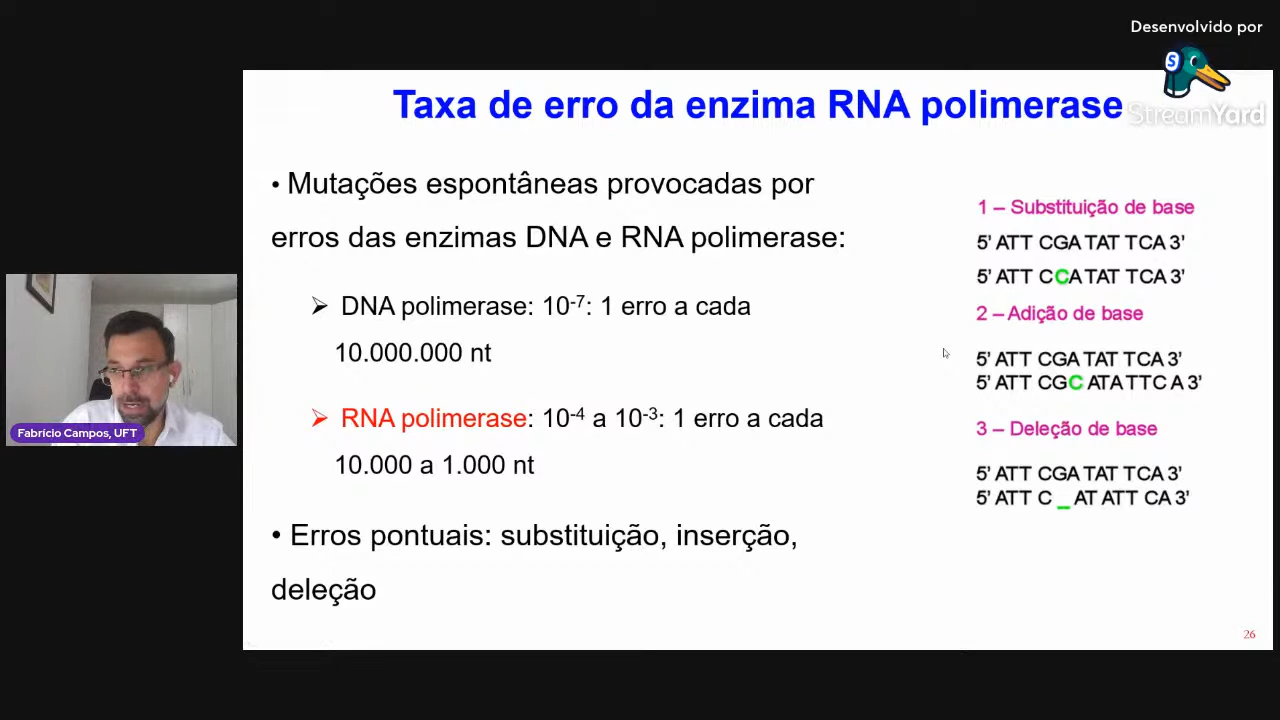 Desenvolvido por
StreamYard
Taxa de erro da enzima RNA polimerase
• Mutações espontâneas provocadas por
erros das enzimas DNA e RNA polimerase:
➢ DNA polimerase: 10⁻⁷: 1 erro a cada
10.000.000 nt
➢ RNA polimerase: 10⁻⁴ a 10⁻³: 1 erro a cada
10.000 a 1.000 nt
• Erros pontuais: substituição, inserção,
deleção
1 – Substituição de base
5' ATT CGA TAT TCA 3'
5' ATT CCA TAT TCA 3'
2 – Adição de base
5' ATT CGA TAT TCA 3'
5' ATT CGC ATA TTC A 3'
3 – Deleção de base
5' ATT CGA TAT TCA 3'
5' ATT C _ AT ATT CA 3'
Fabrício Campos, UFT
26